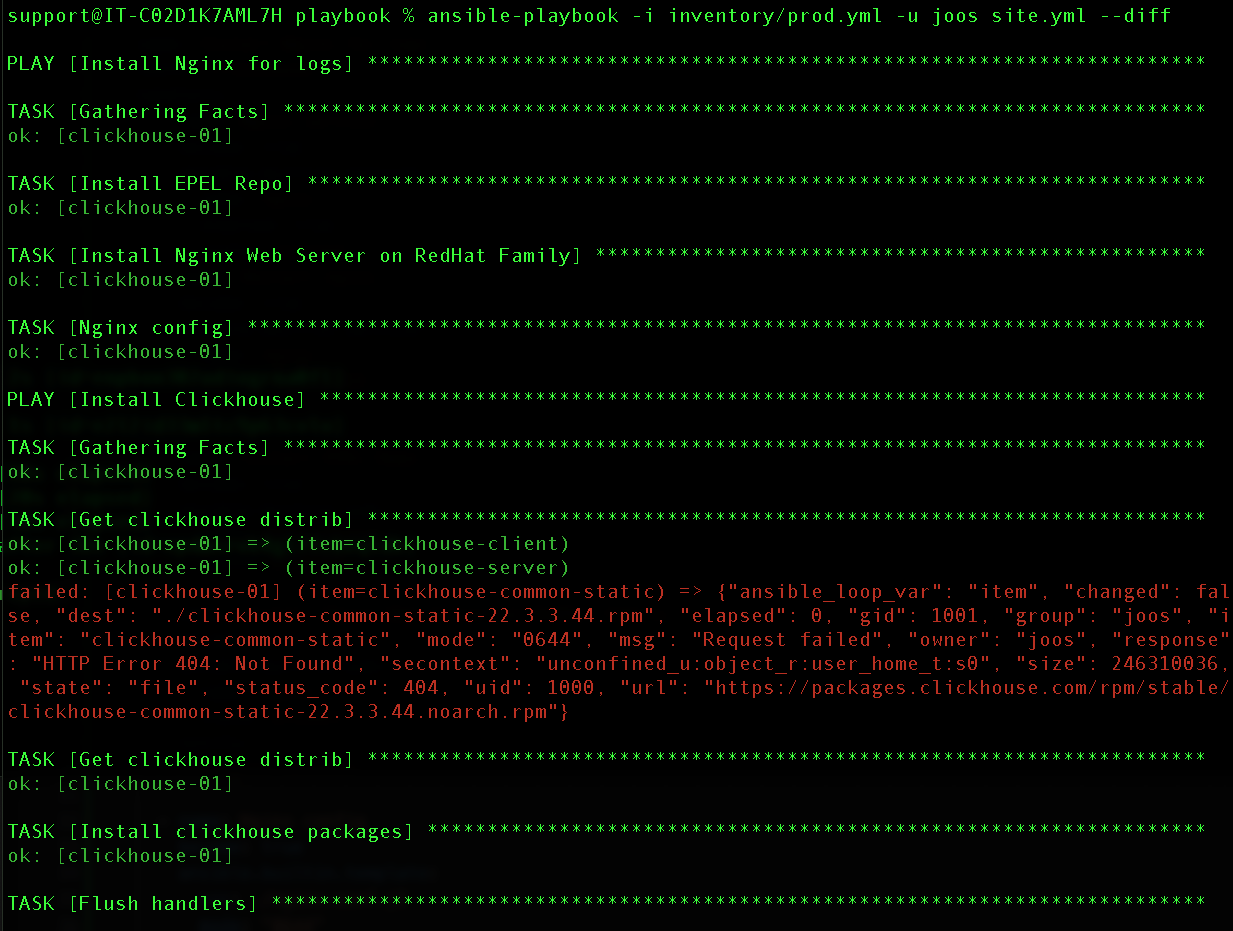 support@IT-C02D1K7AML7H playbook % ansible-playbook -i inventory/prod.yml -u joos site.yml --diff
PLAY [Install Nginx for logs] **********************************************************************
TASK [Gathering Facts] *****************************************************************************
ok: [clickhouse-01]
TASK [Install EPEL Repo] ***************************************************************************
ok: [clickhouse-01]
TASK [Install Nginx Web Server on RedHat Family] ***************************************************
ok: [clickhouse-01]
TASK [Nginx config] ********************************************************************************
ok: [clickhouse-01]
PLAY [Install Clickhouse] **************************************************************************
TASK [Gathering Facts] *****************************************************************************
ok: [clickhouse-01]
TASK [Get clickhouse distrib] **********************************************************************
ok: [clickhouse-01] => (item=clickhouse-client)
ok: [clickhouse-01] => (item=clickhouse-server)
failed: [clickhouse-01] (item=clickhouse-common-static) => {"ansible_loop_var": "item", "changed": fal
se, "dest": "./clickhouse-common-static-22.3.3.44.rpm", "elapsed": 0, "gid": 1001, "group": "joos", "i
tem": "clickhouse-common-static", "mode": "0644", "msg": "Request failed", "owner": "joos", "response"
: "HTTP Error 404: Not Found", "secontext": "unconfined_u:object_r:user_home_t:s0", "size": 246310036,
 "state": "file", "status_code": 404, "uid": 1000, "url": "https://packages.clickhouse.com/rpm/stable/
clickhouse-common-static-22.3.3.44.noarch.rpm"}
TASK [Get clickhouse distrib] **********************************************************************
ok: [clickhouse-01]
TASK [Install clickhouse packages] *****************************************************************
ok: [clickhouse-01]
TASK [Flush handlers] ******************************************************************************